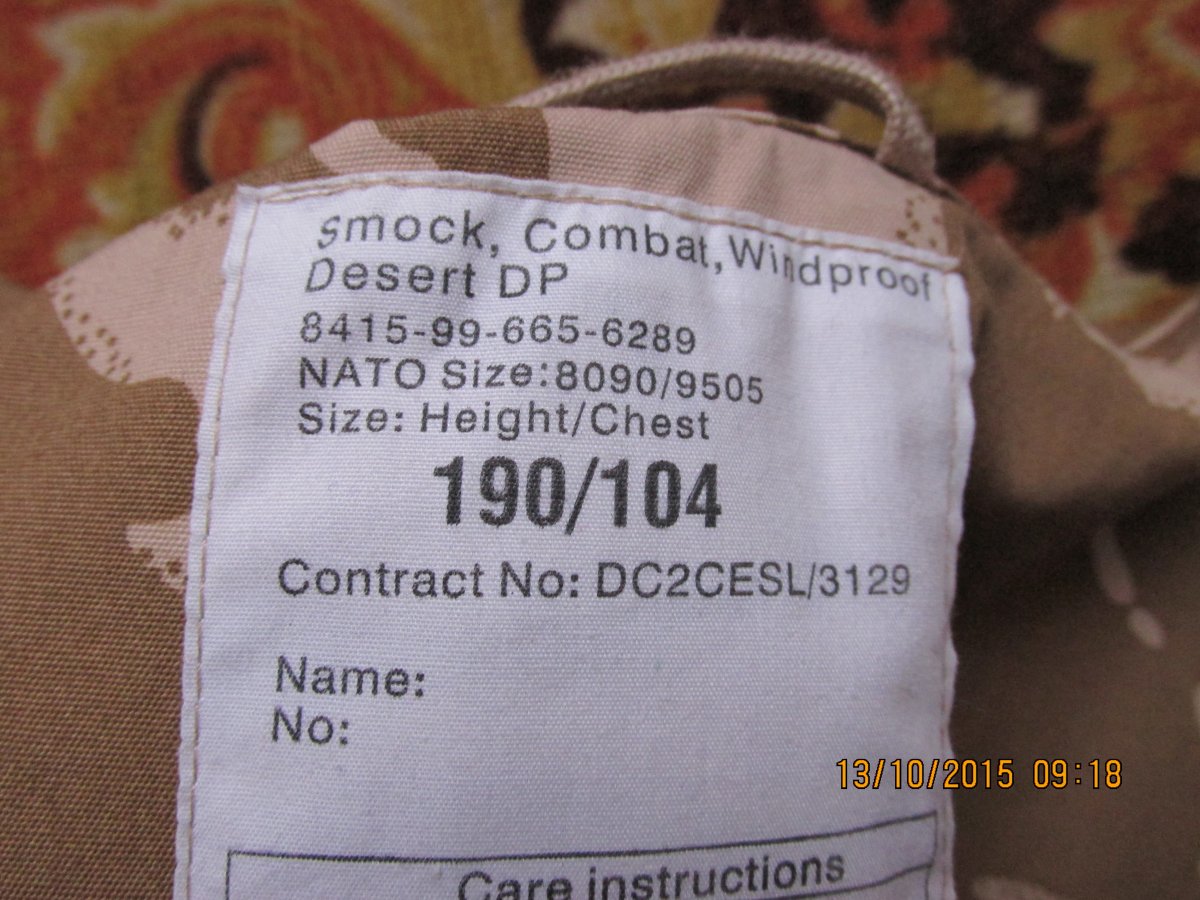 Smock, Combat, Windproof
Desert DP
8415-99-665-6289
NATO Size:8090/9505
Size: Height/Chest
190/104
Contract No: DC2CESL/3129
Name:
No:
13/10/2015 09:18
Care instructions